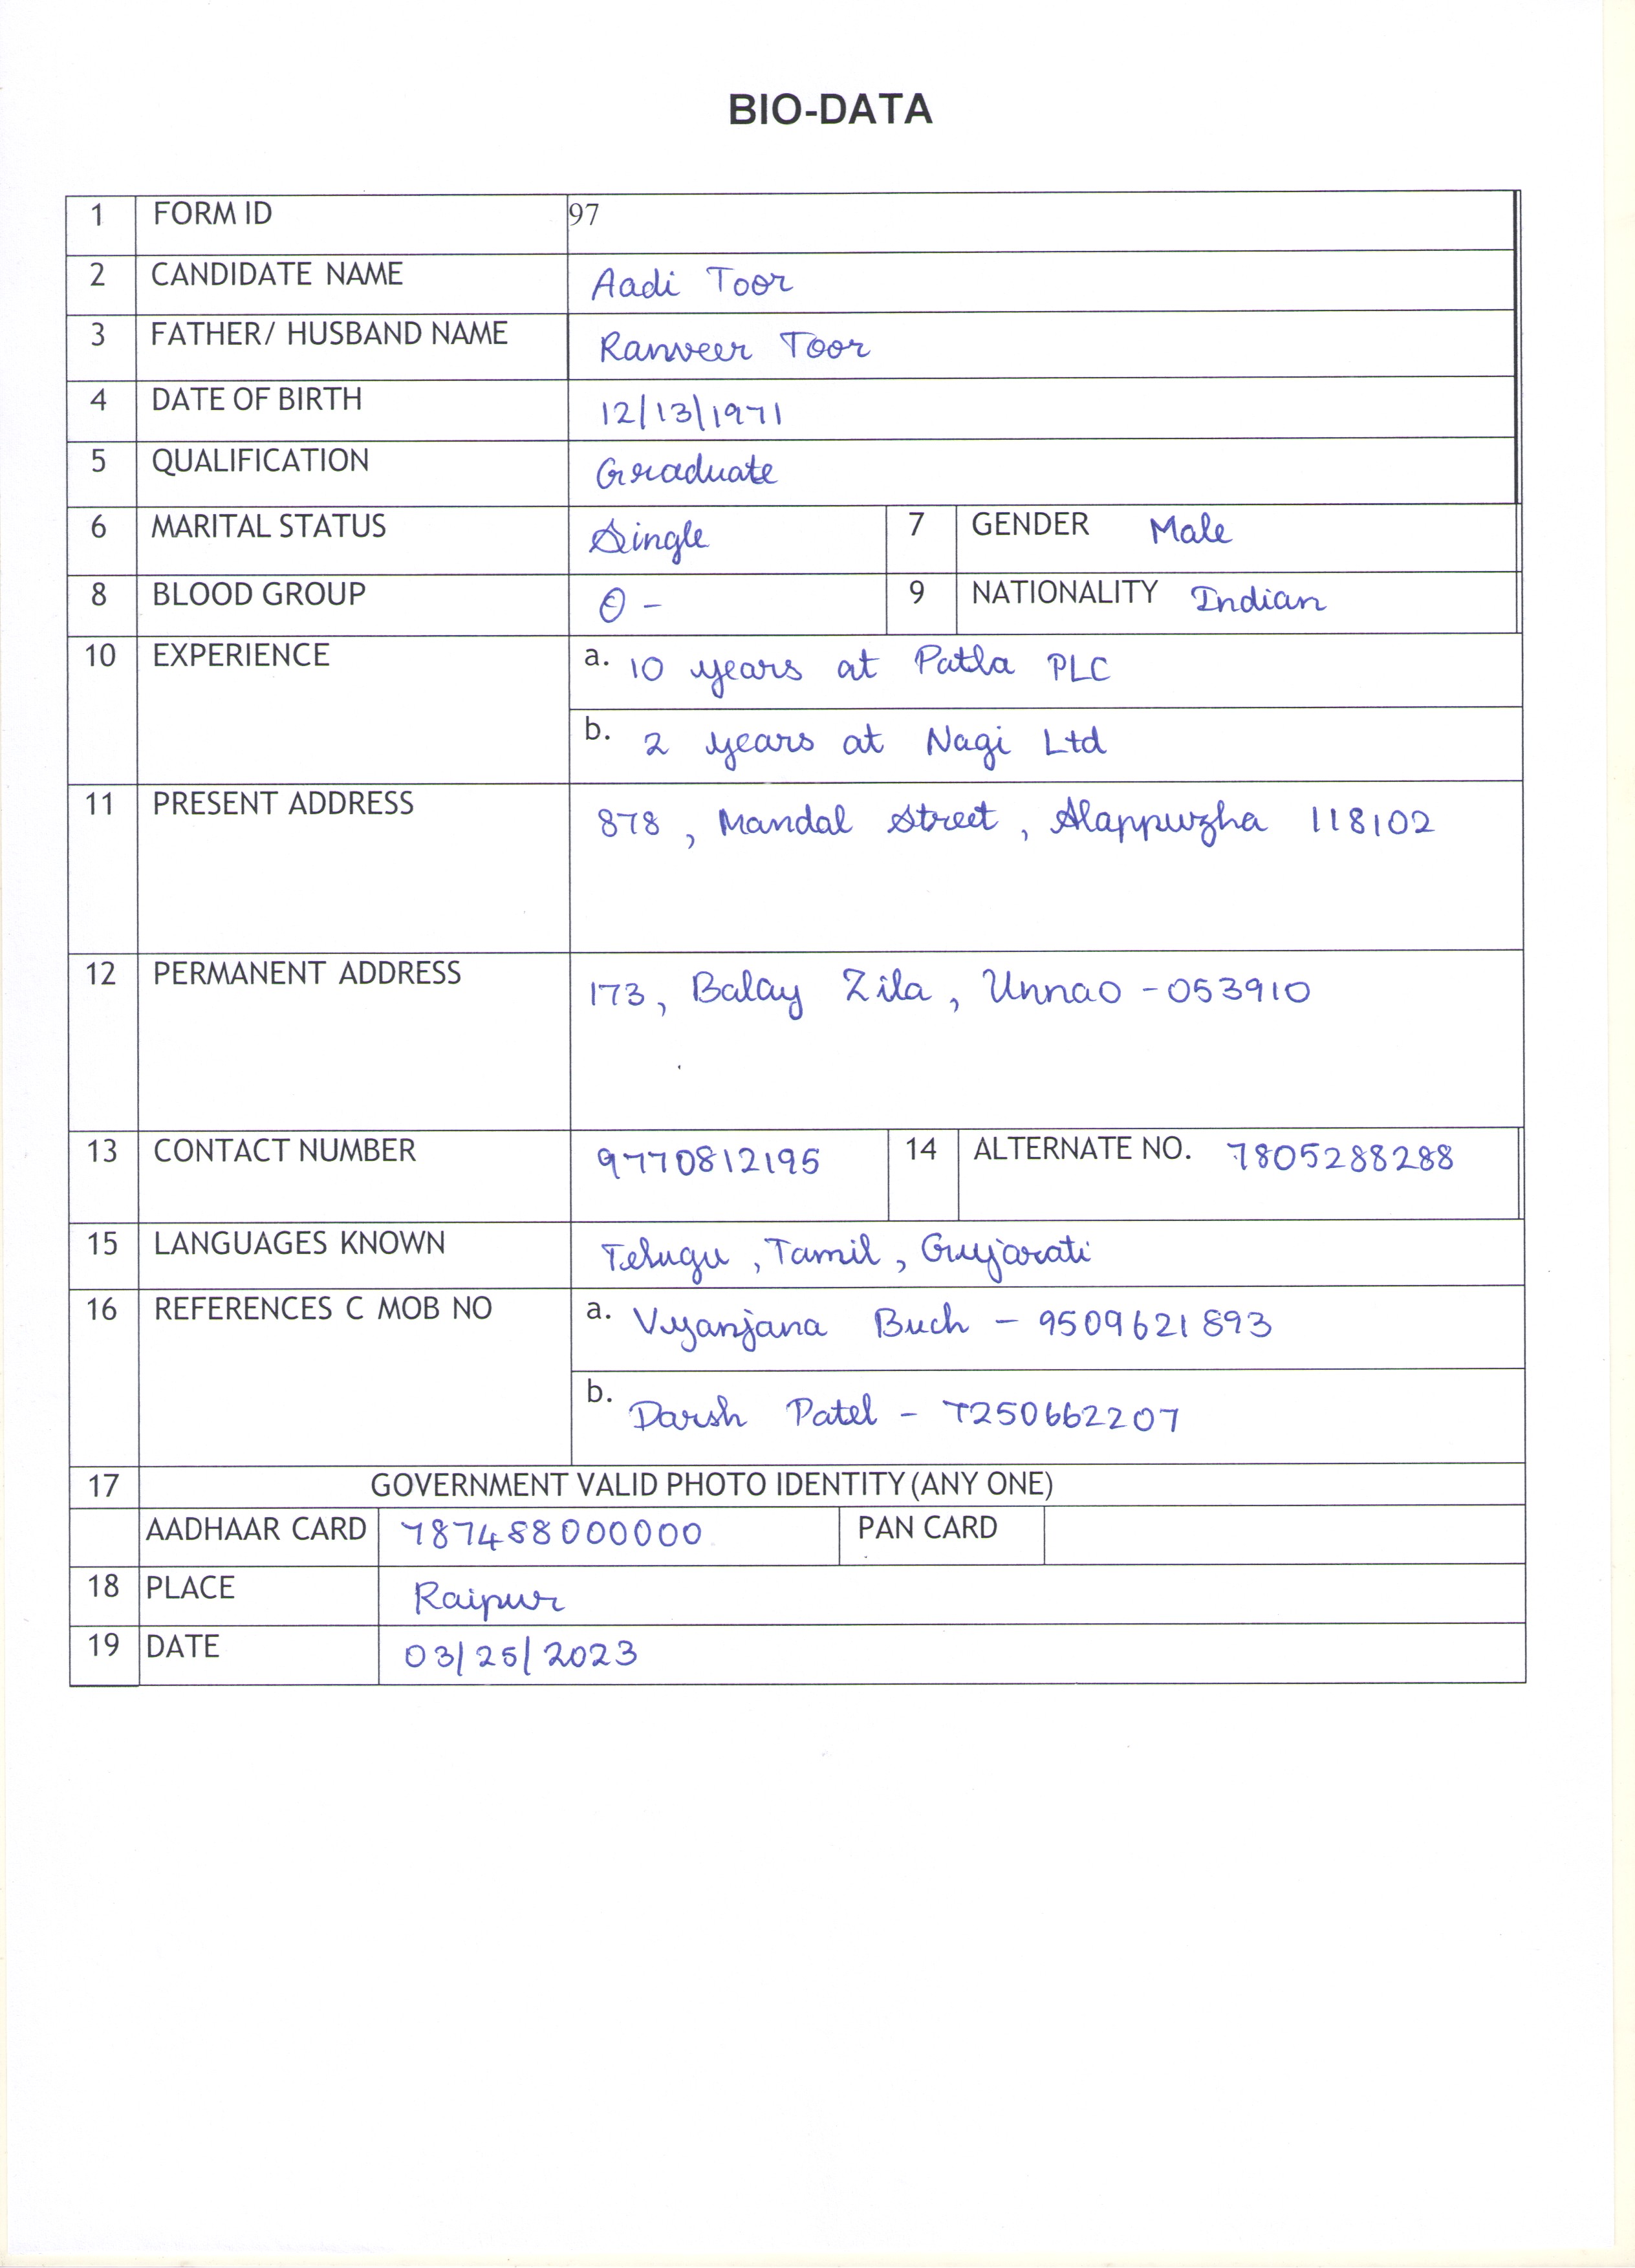 BIO-DATA
1 FORM ID 97
2 CANDIDATE NAME Aadi Toor
3 FATHER/ HUSBAND NAME Ranveer Toor
4 DATE OF BIRTH 12/13/1971
5 QUALIFICATION Graduate
6 MARITAL STATUS Single 7 GENDER Male
8 BLOOD GROUP O - 9 NATIONALITY Indian
10 EXPERIENCE a. 10 years at Patla PLC
b. 2 years at Nagi Ltd
11 PRESENT ADDRESS 878 , Mandal Street , Alappuzha 118102
12 PERMANENT ADDRESS 173, Balay Zila , Unnao - 053910
13 CONTACT NUMBER 9770812195 14 ALTERNATE NO. 7805288288
15 LANGUAGES KNOWN Telugu , Tamil , Gujarati
16 REFERENCES C MOB NO a. Vyanjana Buch - 9509621893
b. Darsh Patel - 7250662207
17 GOVERNMENT VALID PHOTO IDENTITY (ANY ONE)
AADHAAR CARD 787488000000 PAN CARD
18 PLACE Raipur
19 DATE 03/25/2023